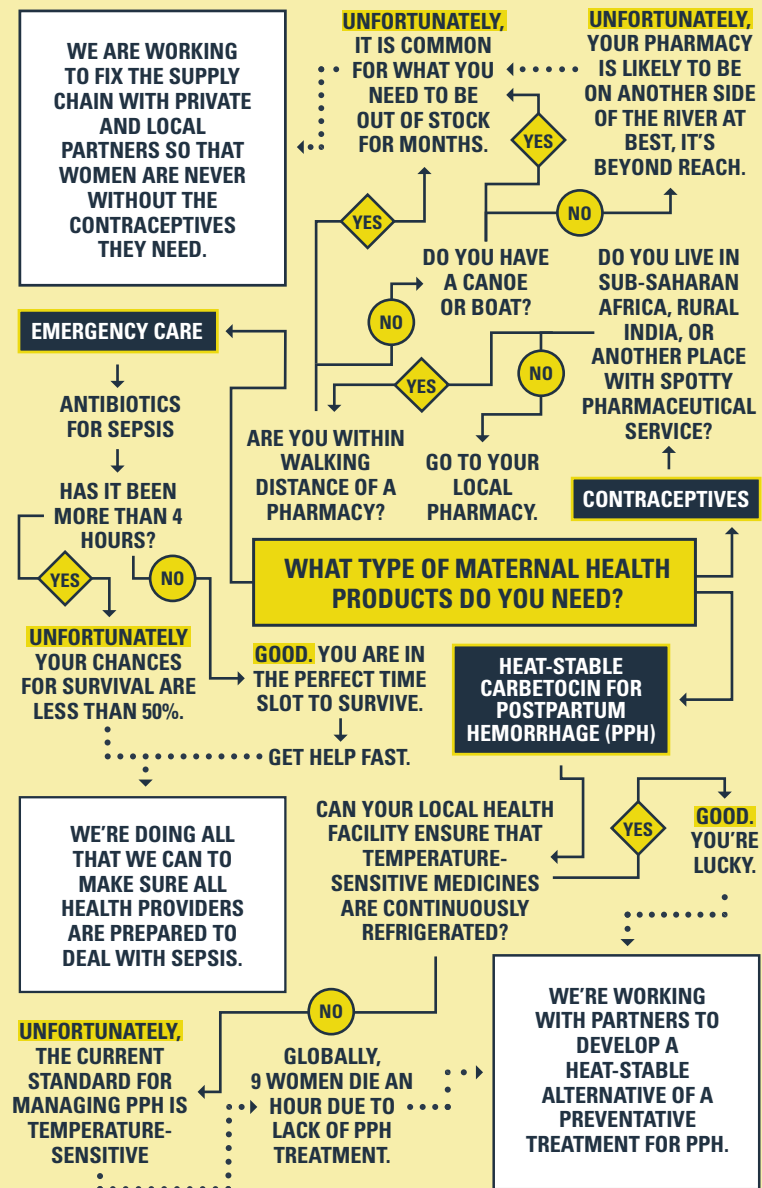 WE ARE WORKING
TO FIX THE SUPPLY
CHAIN WITH PRIVATE
AND LOCAL
PARTNERS SO THAT
WOMEN ARE NEVER
WITHOUT THE
CONTRACEPTIVES
THEY NEED.
UNFORTUNATELY,
IT IS COMMON
FOR WHAT YOU
NEED TO BE
OUT OF STOCK
FOR MONTHS.
UNFORTUNATELY,
YOUR PHARMACY
IS LIKELY TO BE
ON ANOTHER SIDE
OF THE RIVER AT
BEST, IT'S
BEYOND REACH.
YES
YES
NO
DO YOU HAVE
A CANOE
OR BOAT?
NO
DO YOU LIVE IN
SUB-SAHARAN
AFRICA, RURAL
INDIA, OR
ANOTHER PLACE
WITH SPOTTY
PHARMACEUTICAL
SERVICE?
YES
NO
ARE YOU WITHIN
WALKING
DISTANCE OF A
PHARMACY?
GO TO YOUR
LOCAL
PHARMACY.
CONTRACEPTIVES
EMERGENCY CARE
ANTIBIOTICS
FOR SEPSIS
HAS IT BEEN
MORE THAN 4
HOURS?
YES
NO
WHAT TYPE OF MATERNAL HEALTH
PRODUCTS DO YOU NEED?
UNFORTUNATELY
YOUR CHANCES
FOR SURVIVAL ARE
LESS THAN 50%.
GOOD. YOU ARE IN
THE PERFECT TIME
SLOT TO SURVIVE.
GET HELP FAST.
HEAT-STABLE
CARBETOCIN FOR
POSTPARTUM
HEMORRHAGE (PPH)
WE'RE DOING ALL
THAT WE CAN TO
MAKE SURE ALL
HEALTH PROVIDERS
ARE PREPARED TO
DEAL WITH SEPSIS.
CAN YOUR LOCAL HEALTH
FACILITY ENSURE THAT
TEMPERATURE-
SENSITIVE MEDICINES
ARE CONTINUOUSLY
REFRIGERATED?
YES
GOOD.
YOU'RE
LUCKY.
NO
UNFORTUNATELY,
THE CURRENT
STANDARD FOR
MANAGING PPH IS
TEMPERATURE-
SENSITIVE
GLOBALLY,
9 WOMEN DIE AN
HOUR DUE TO
LACK OF PPH
TREATMENT.
WE'RE WORKING
WITH PARTNERS TO
DEVELOP A
HEAT-STABLE
ALTERNATIVE OF A
PREVENTATIVE
TREATMENT FOR PPH.